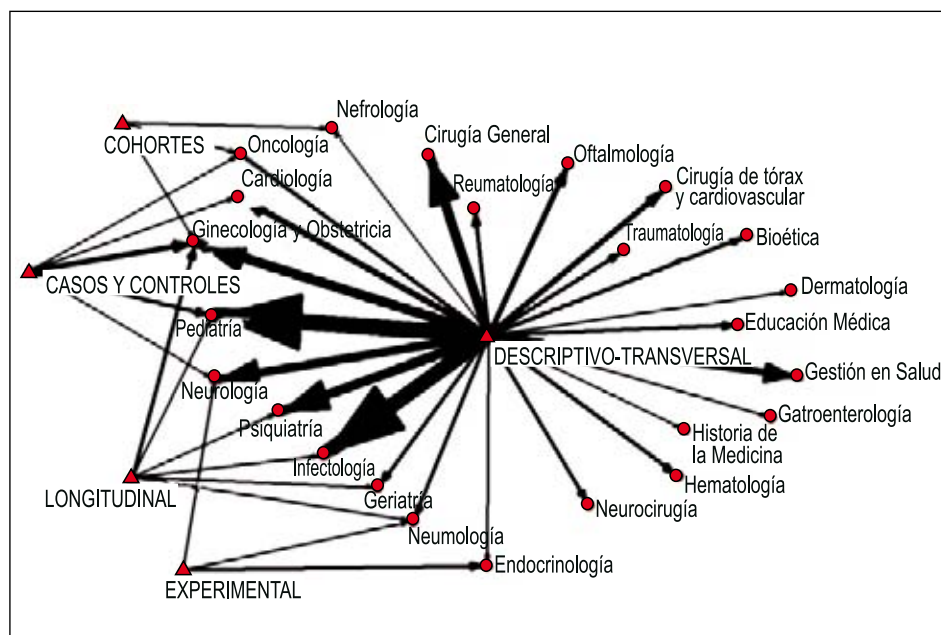 Nefrología
COHORTES
Oncología
Cirugía General
Oftalmología
Cardiología
Reumatología
Cirugía de tórax
y cardiovascular
Ginecología y Obstetricia
Traumatología
Bioética
CASOS Y CONTROLES
Dermatología
Pediatría
Educación Médica
DESCRIPTIVO-TRANSVERSAL
Neurología
Gestión en Salud
Psiquiatría
Gatroenterología
Historia de
la Medicina
Infectología
Hematología
LONGITUDINAL
Geriatría
Neurocirugía
Neumología
Endocrinología
EXPERIMENTAL